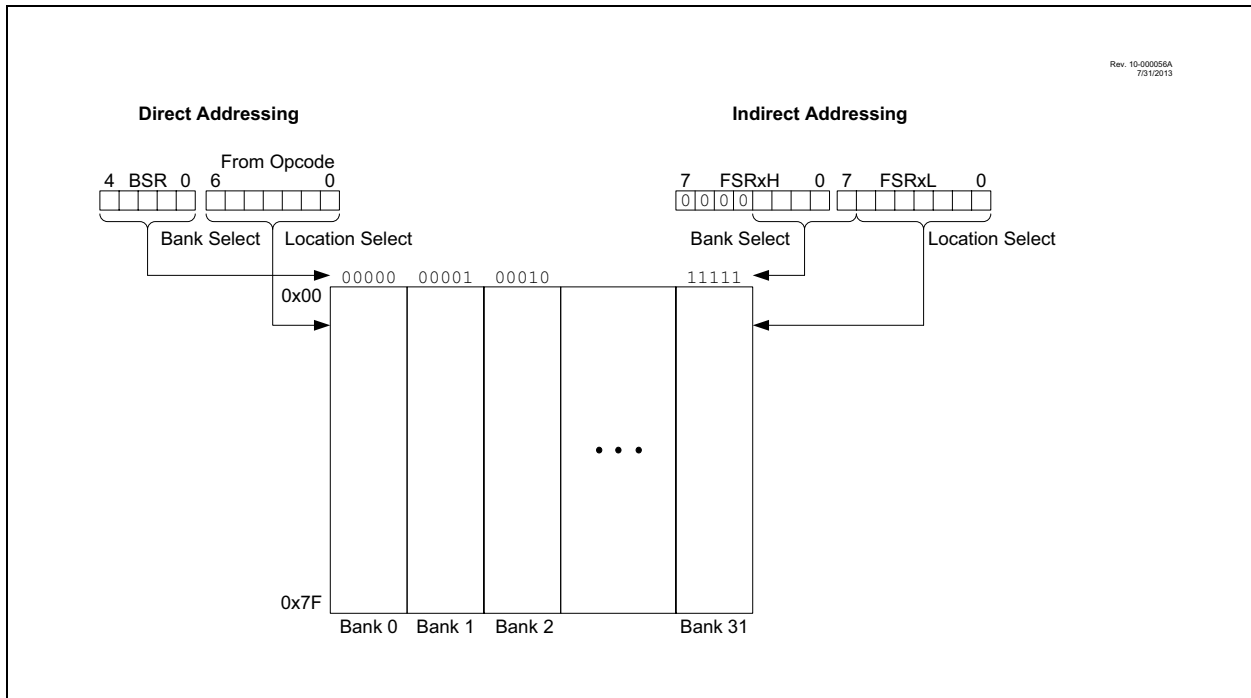 Rev. 10-000056A
7/31/2013
Direct Addressing
Indirect Addressing
From Opcode
4 BSR 0 6 0
7 FSRxH 0 7 FSRxL 0
0 0 0 0
Bank Select Location Select
Bank Select Location Select
00000 00001 00010 11111
0x00
• • •
0x7F
Bank 0 Bank 1 Bank 2 Bank 31